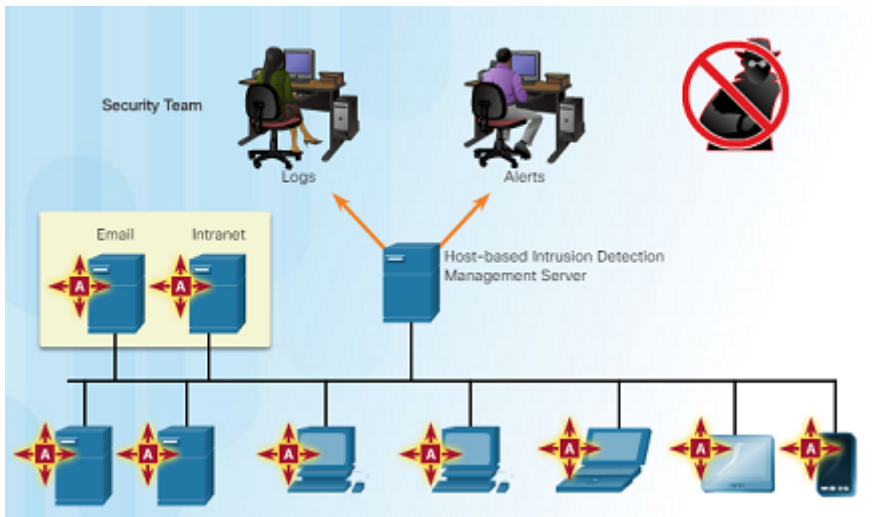 Security Team
Logs
Alerts
Email
Intranet
Host-based Intrusion Detection
Management Server
A
A
A
A
A
A
A
A
A